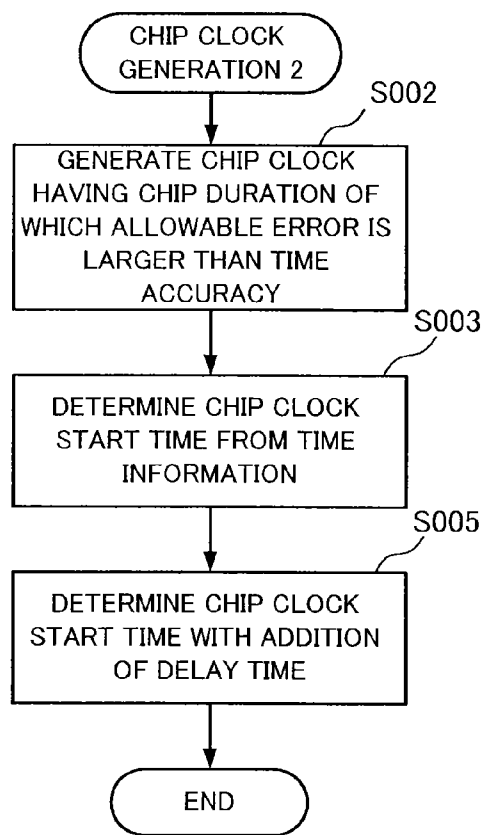 CHIP CLOCK
GENERATION 2
S002
GENERATE CHIP CLOCK
HAVING CHIP DURATION OF
WHICH ALLOWABLE ERROR IS
LARGER THAN TIME
ACCURACY
S003
DETERMINE CHIP CLOCK
START TIME FROM TIME
INFORMATION
S005
DETERMINE CHIP CLOCK
START TIME WITH ADDITION
OF DELAY TIME
END